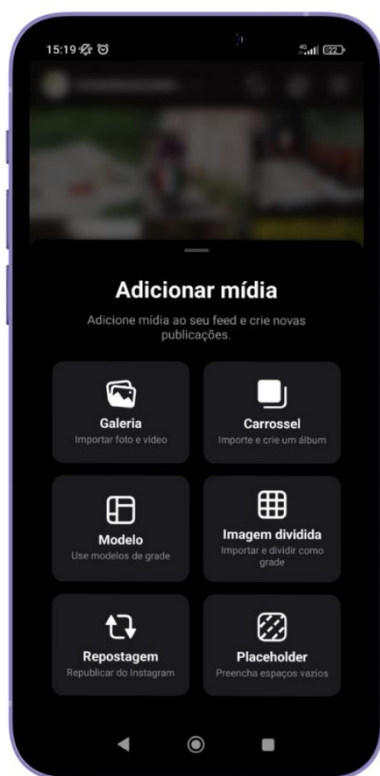 15:19
4G
22
Adicionar mídia
Adicione mídia ao seu feed e crie novas
publicações.
Galeria
Importar foto e vídeo
Carrossel
Importe e crie um álbum
Modelo
Use modelos de grade
Imagem dividida
Importar e dividir como
grade
Repostagem
Republicar do Instagram
Placeholder
Preencha espaços vazios